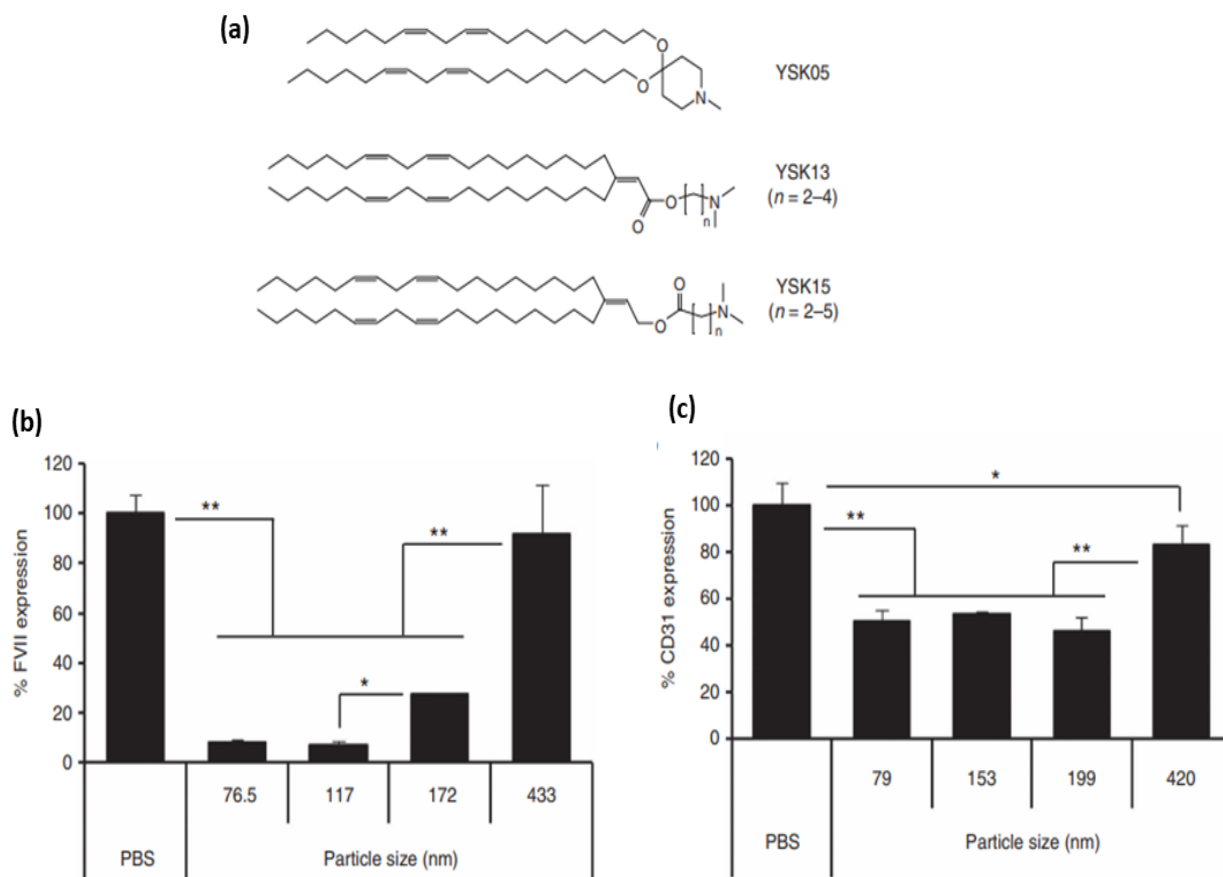 (a)
O
O
N
YSK05
O
O
N
n
YSK13
(n = 2–4)
O
O
N
n
YSK15
(n = 2–5)
(b)
% FVII expression
120
100
80
60
40
20
0
**
**
*
76.5 117 172 433
PBS Particle size (nm)
(c)
% CD31 expression
120
100
80
60
40
20
0
*
**
**
79 153 199 420
PBS Particle size (nm)